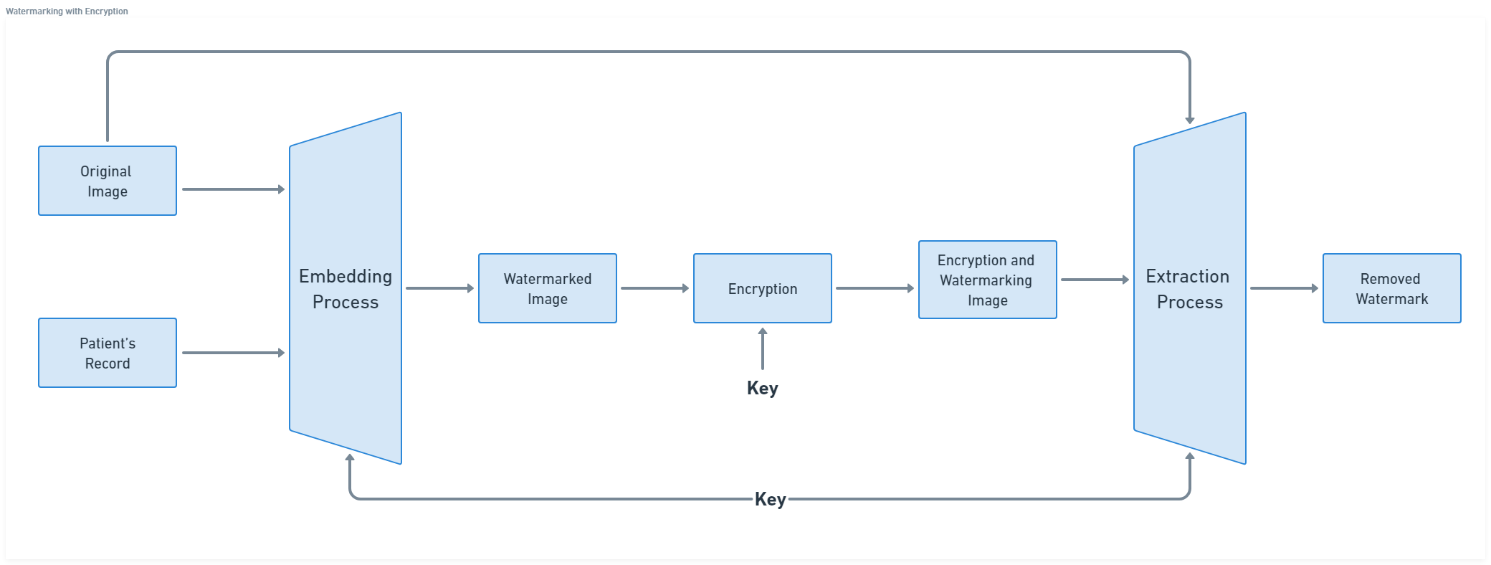 Watermarking with Encryption
Original
Image
Patient's
Record
Embedding
Process
Watermarked
Image
Encryption
Key
Encryption and
Watermarking
Image
Extraction
Process
Removed
Watermark
Key